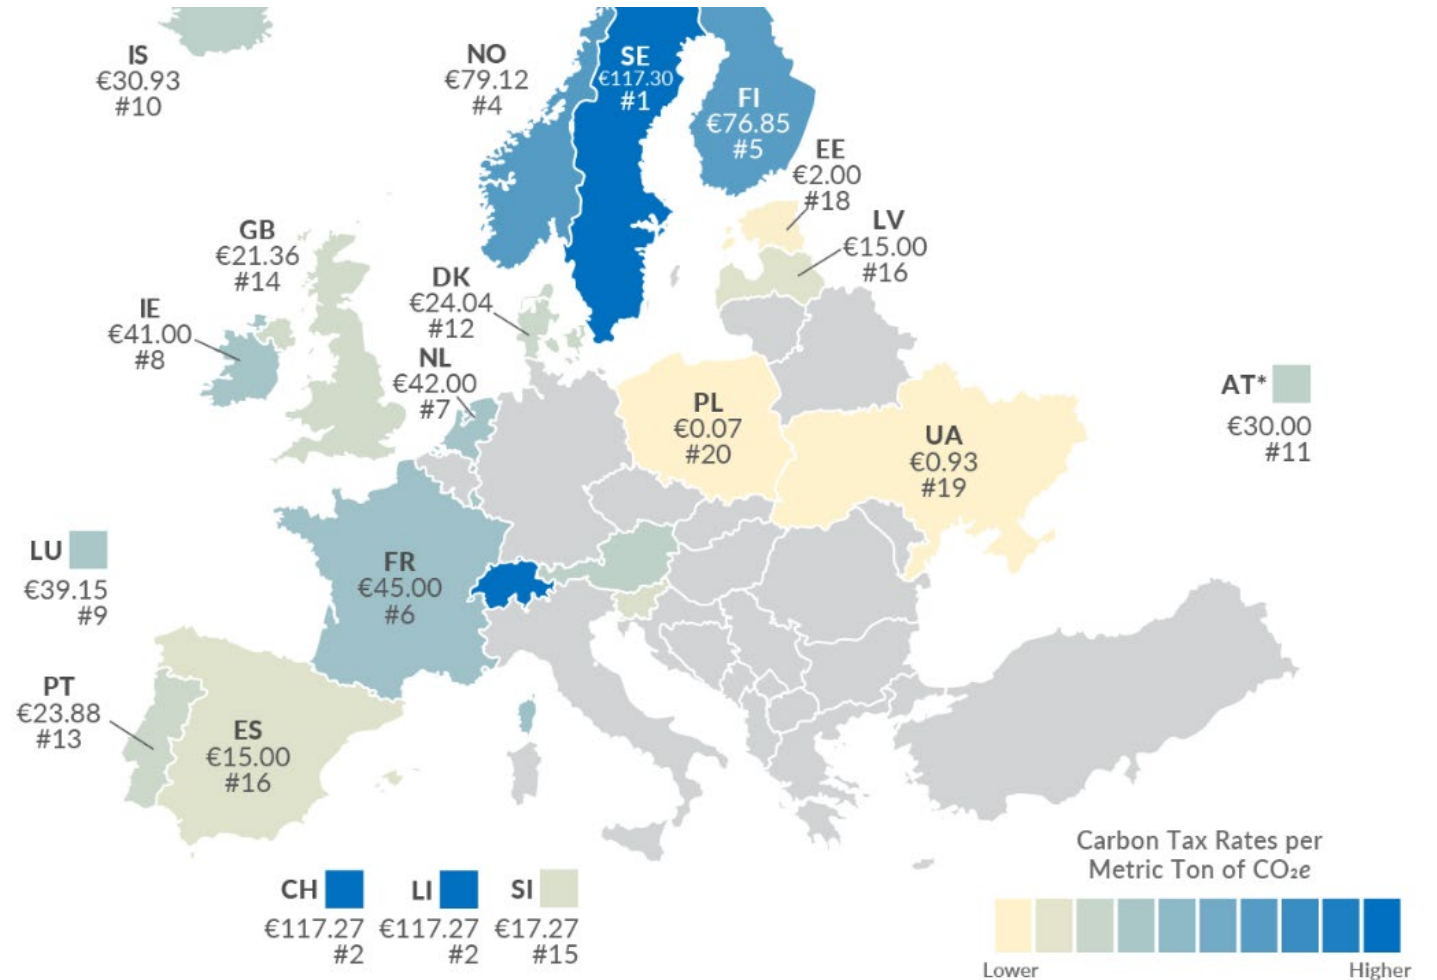 IS
€30.93
#10
NO
€79.12
#4
SE
€117.30
#1
FI
€76.85
#5
EE
€2.00
#18
LV
€15.00
#16
GB
€21.36
#14
DK
€24.04
#12
IE
€41.00
#8
NL
€42.00
#7
PL
€0.07
#20
UA
€0.93
#19
AT*
€30.00
#11
LU
€39.15
#9
FR
€45.00
#6
PT
€23.88
#13
ES
€15.00
#16
CH
€117.27
#2
LI
€117.27
#2
SI
€17.27
#15
Carbon Tax Rates per
Metric Ton of CO₂e
Lower
Higher